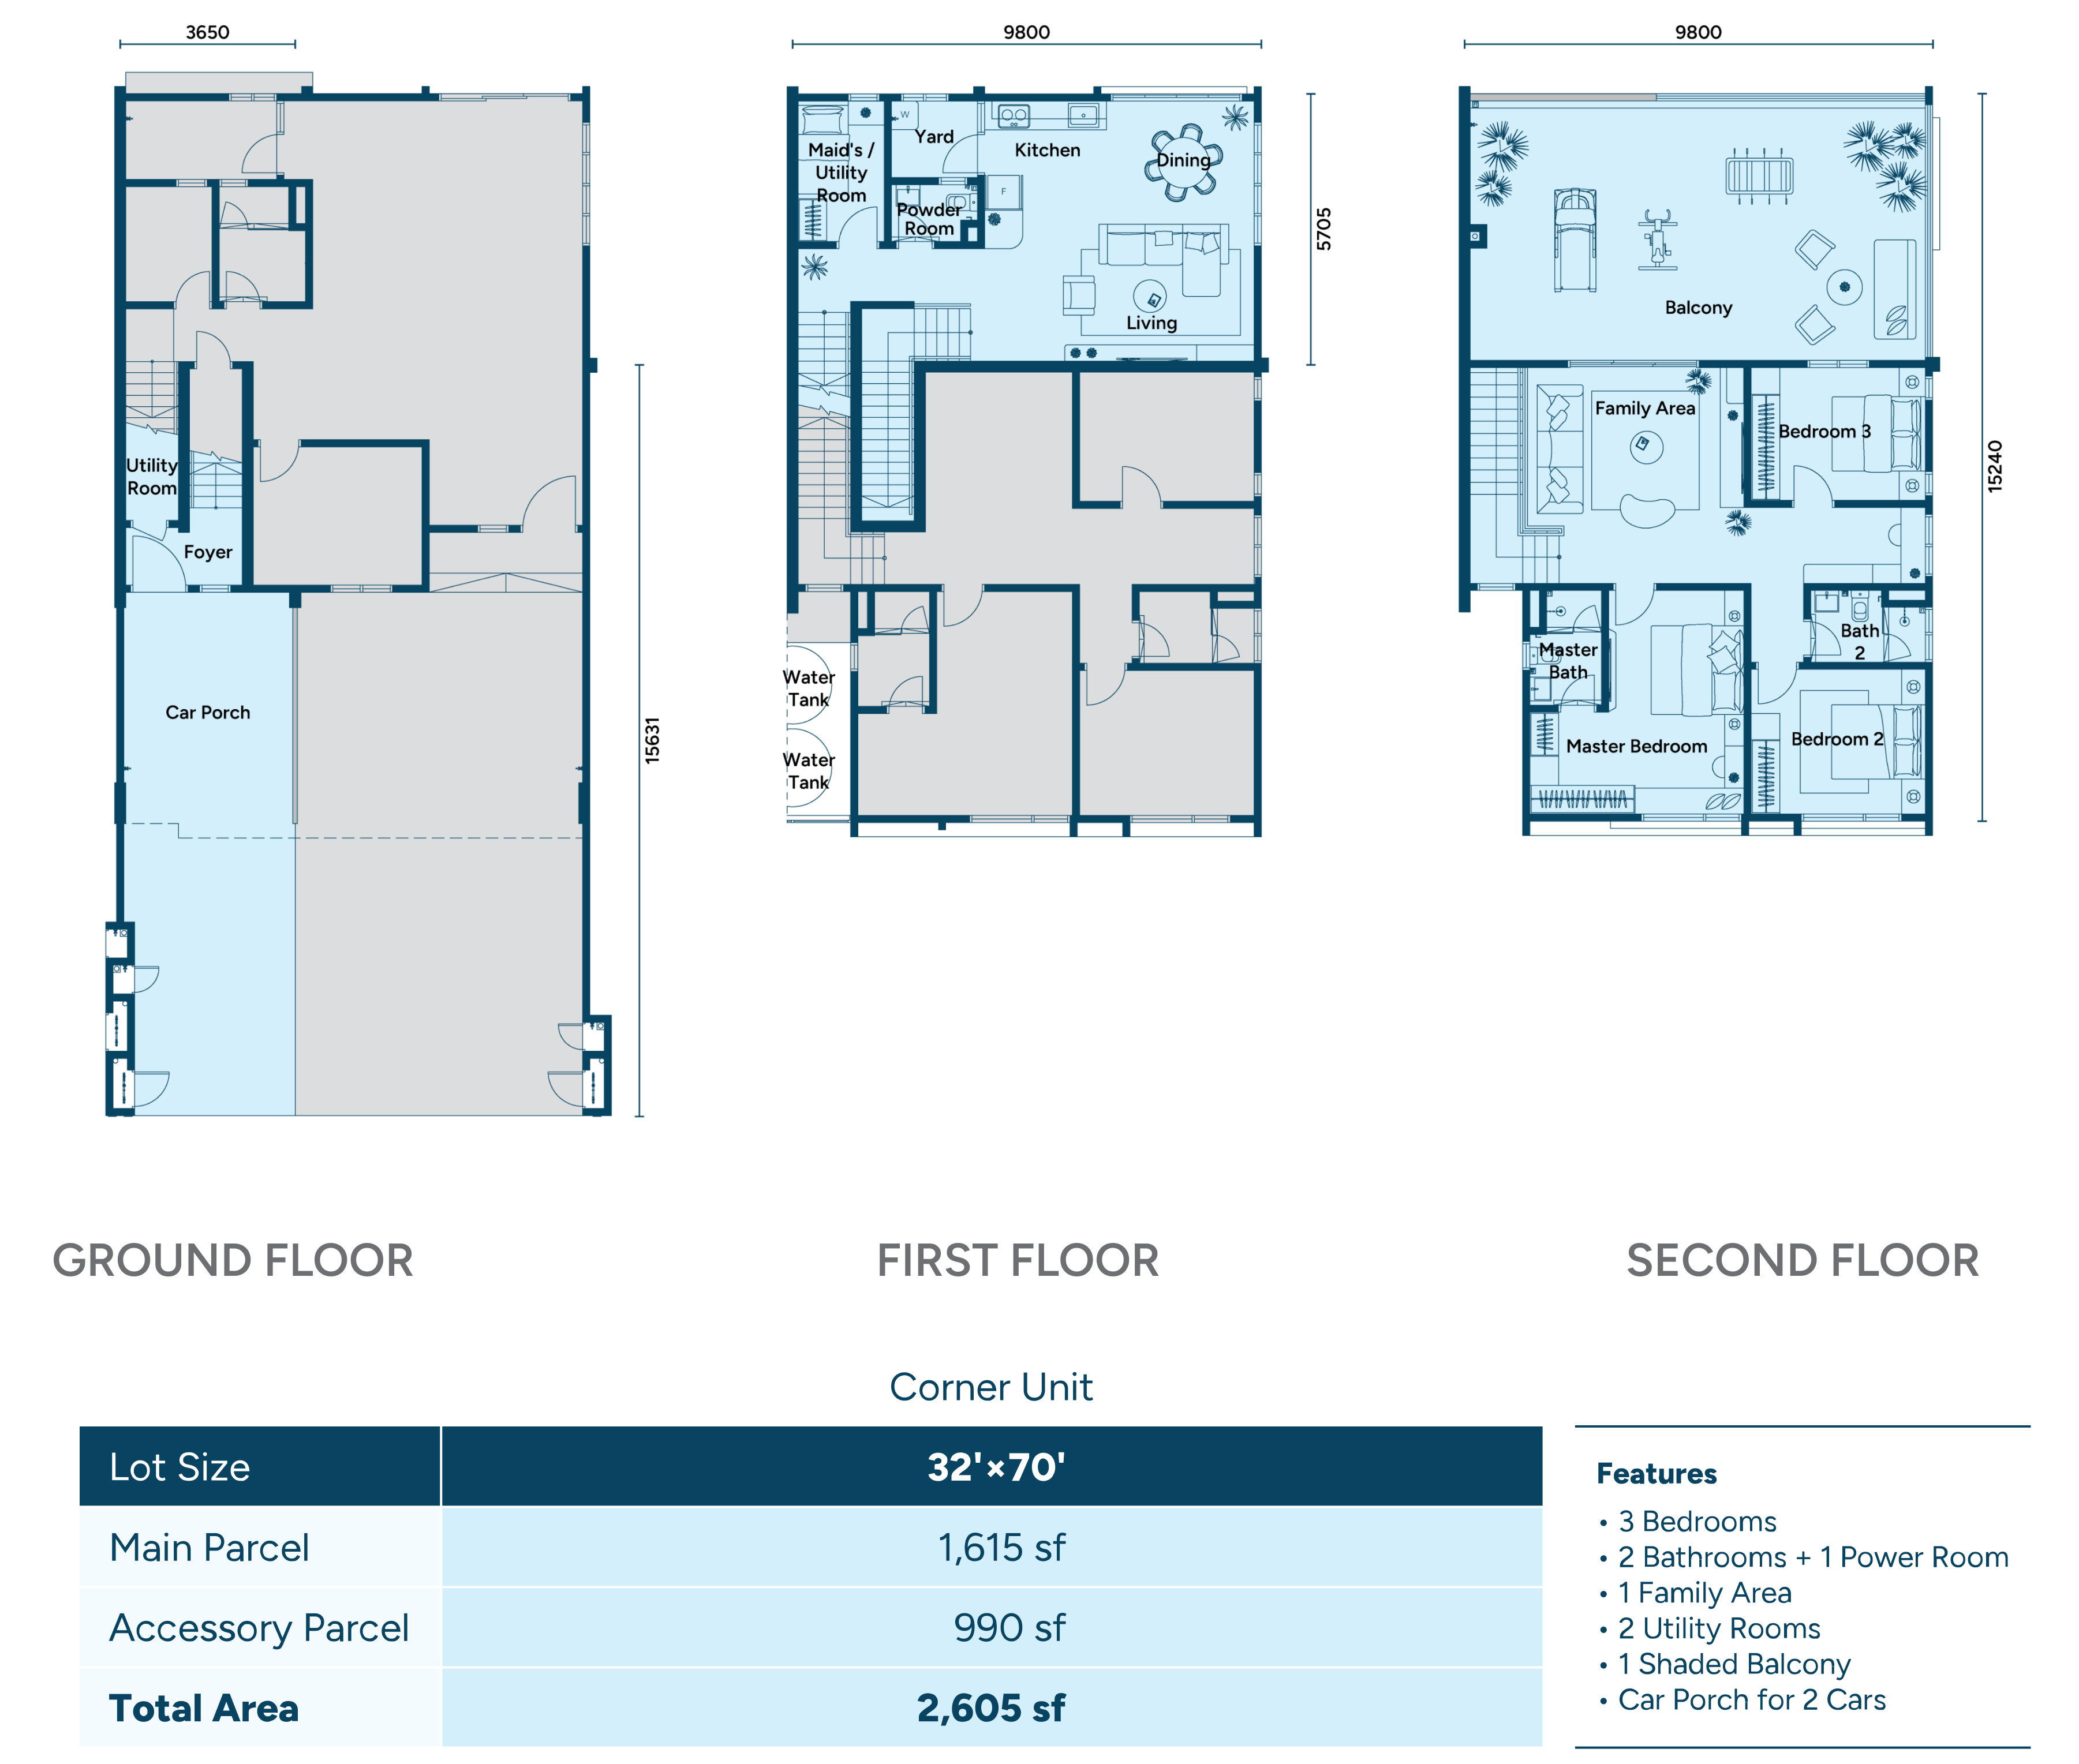 3650
9800
9800
Utility
Room
Foyer
Car Porch
15631
Maid's /
Utility
Room
W
Yard
Kitchen
Dining
Powder
Room
F
Living
5705
Water
Tank
Water
Tank
Balcony
Family Area
Bedroom 3
Master
Bath
Bath
2
Master Bedroom
Bedroom 2
15240
GROUND FLOOR
FIRST FLOOR
SECOND FLOOR
Corner Unit
Lot Size
32'×70'
Main Parcel
1,615 sf
Accessory Parcel
990 sf
Total Area
2,605 sf
Features
• 3 Bedrooms
• 2 Bathrooms + 1 Power Room
• 1 Family Area
• 2 Utility Rooms
• 1 Shaded Balcony
• Car Porch for 2 Cars